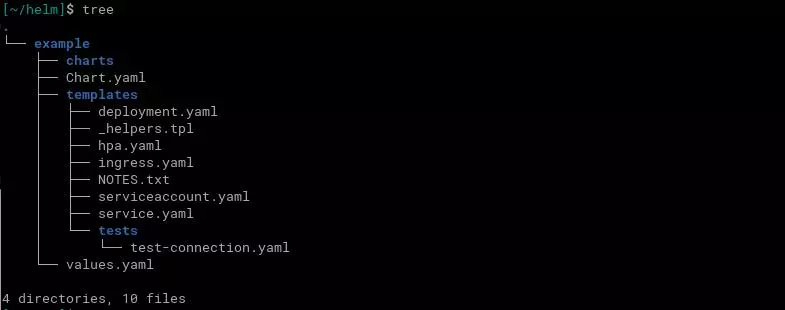 [~/helm]$ tree
.
└── example
    ├── charts
    ├── Chart.yaml
    ├── templates
    │   ├── deployment.yaml
    │   ├── _helpers.tpl
    │   ├── hpa.yaml
    │   ├── ingress.yaml
    │   ├── NOTES.txt
    │   ├── serviceaccount.yaml
    │   ├── service.yaml
    │   └── tests
    │       └── test-connection.yaml
    └── values.yaml

4 directories, 10 files